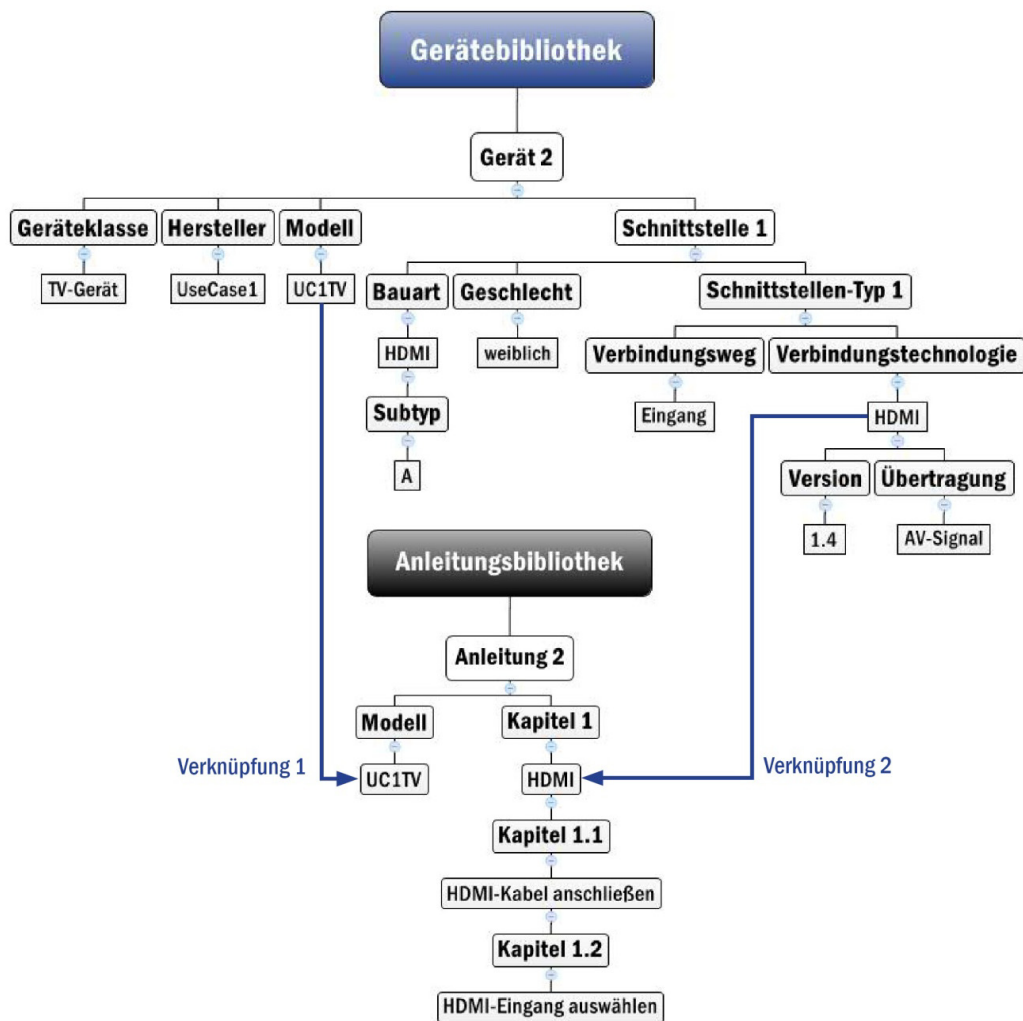 Gerätebibliothek
Gerät 2
Geräteklasse
Hersteller
Modell
Schnittstelle 1
TV-Gerät
UseCase1
UC1TV
Bauart
Geschlecht
Schnittstellen-Typ 1
HDMI
weiblich
Verbindungsweg
Verbindungstechnologie
Subtyp
Eingang
HDMI
A
Version
Übertragung
1.4
AV-Signal
Anleitungsbibliothek
Anleitung 2
Modell
Kapitel 1
Verknüpfung 1
UC1TV
HDMI
Verknüpfung 2
Kapitel 1.1
HDMI-Kabel anschließen
Kapitel 1.2
HDMI-Eingang auswählen